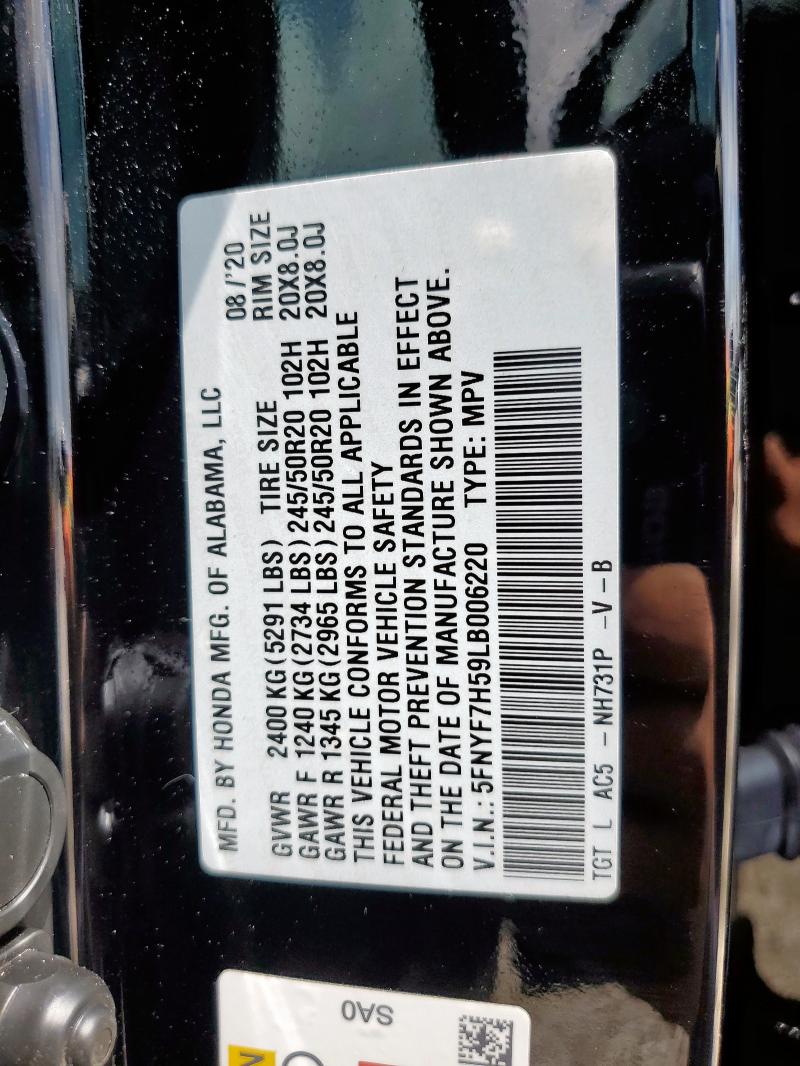 MFD. BY HONDA MFG. OF ALABAMA, LLC 08/'20
GVWR 2400 KG(5291 LBS) TIRE SIZE RIM SIZE
GAWR F 1240 KG(2734 LBS)245/50R20 102H 20X8.0J
GAWR R 1345 KG(2965 LBS)245/50R20 102H 20X8.0J
THIS VEHICLE CONFORMS TO ALL APPLICABLE
FEDERAL MOTOR VEHICLE SAFETY
AND THEFT PREVENTION STANDARDS IN EFFECT
ON THE DATE OF MANUFACTURE SHOWN ABOVE.
V.I.N.: 5FNYF7H59LB006220 TYPE: MPV
TGT L AC5 - NH731P -V - B
SA0